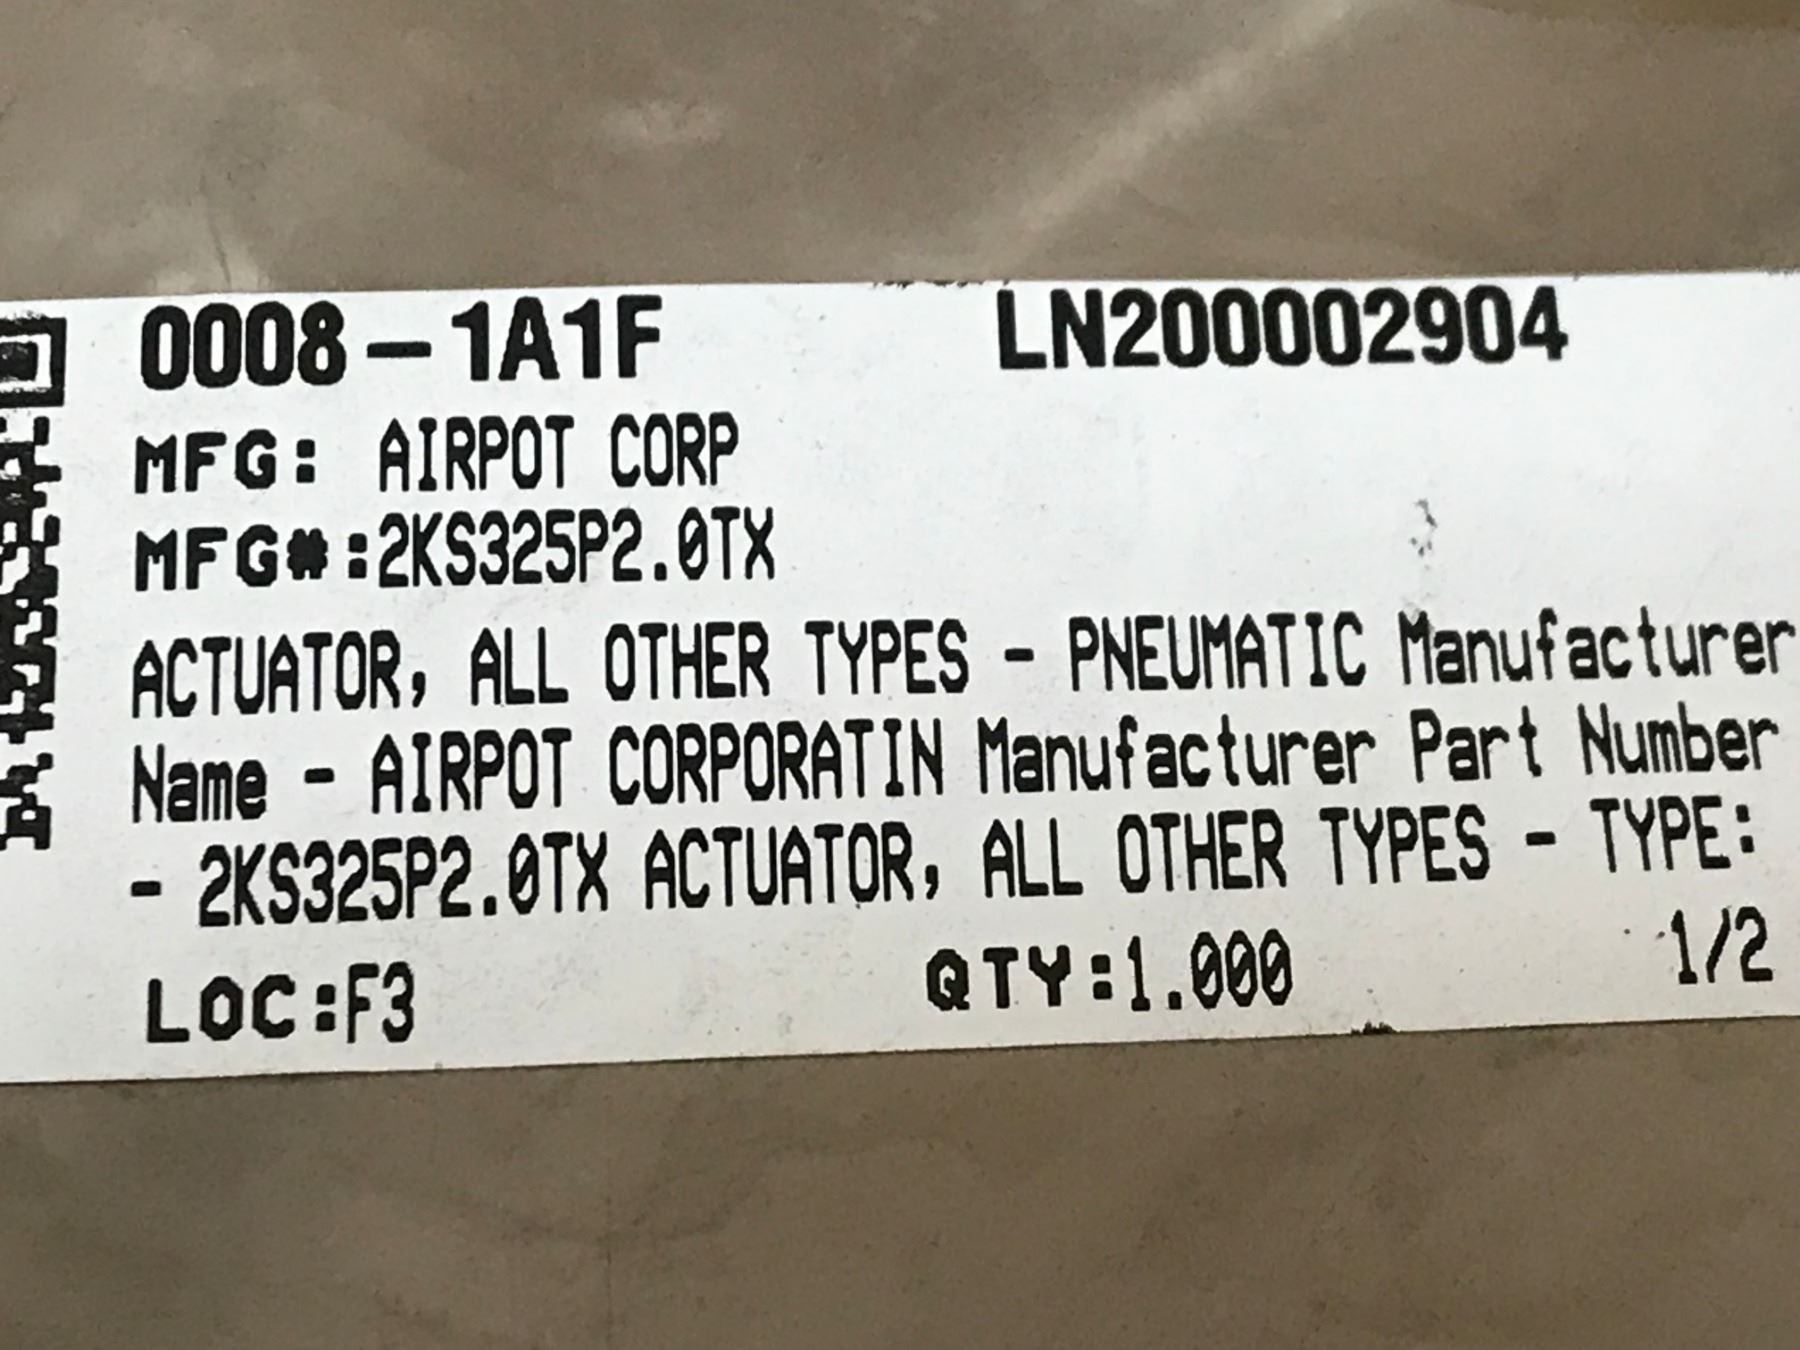 0008-1A1F LN200002904
MFG: AIRPOT CORP
MFG#:2KS325P2.0TX
ACTUATOR, ALL OTHER TYPES - PNEUMATIC Manufacturer
Name - AIRPOT CORPORATIN Manufacturer Part Number
- 2KS325P2.0TX ACTUATOR, ALL OTHER TYPES - TYPE:
LOC:F3 QTY:1.000 1/2